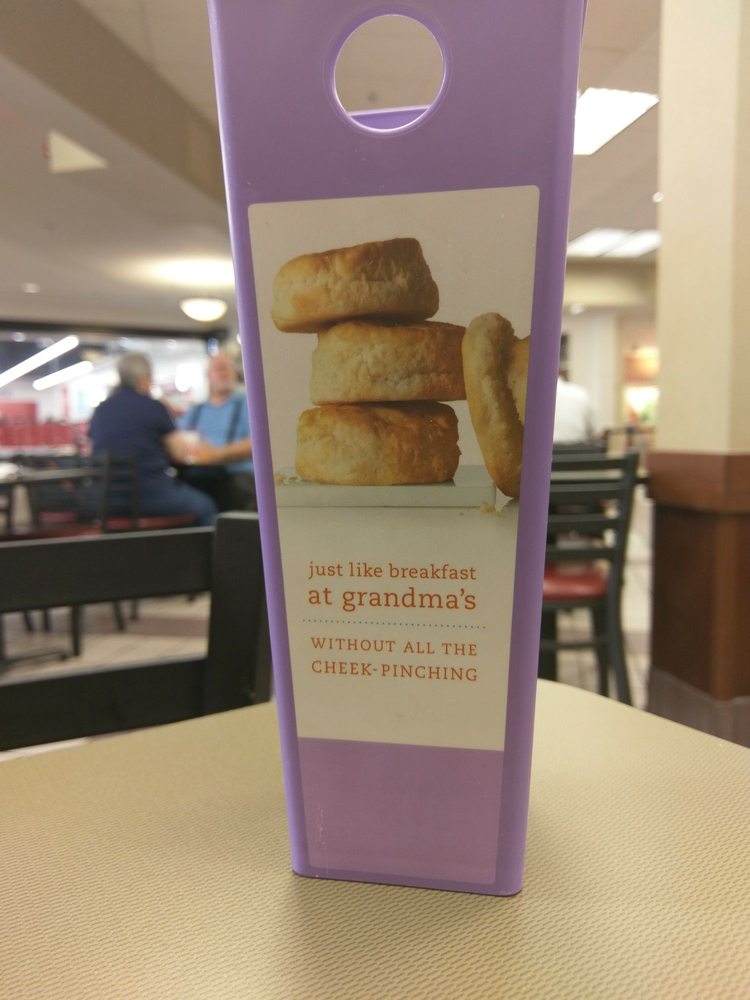 just like breakfast
at grandma's
WITHOUT ALL THE
CHEEK-PINCHING